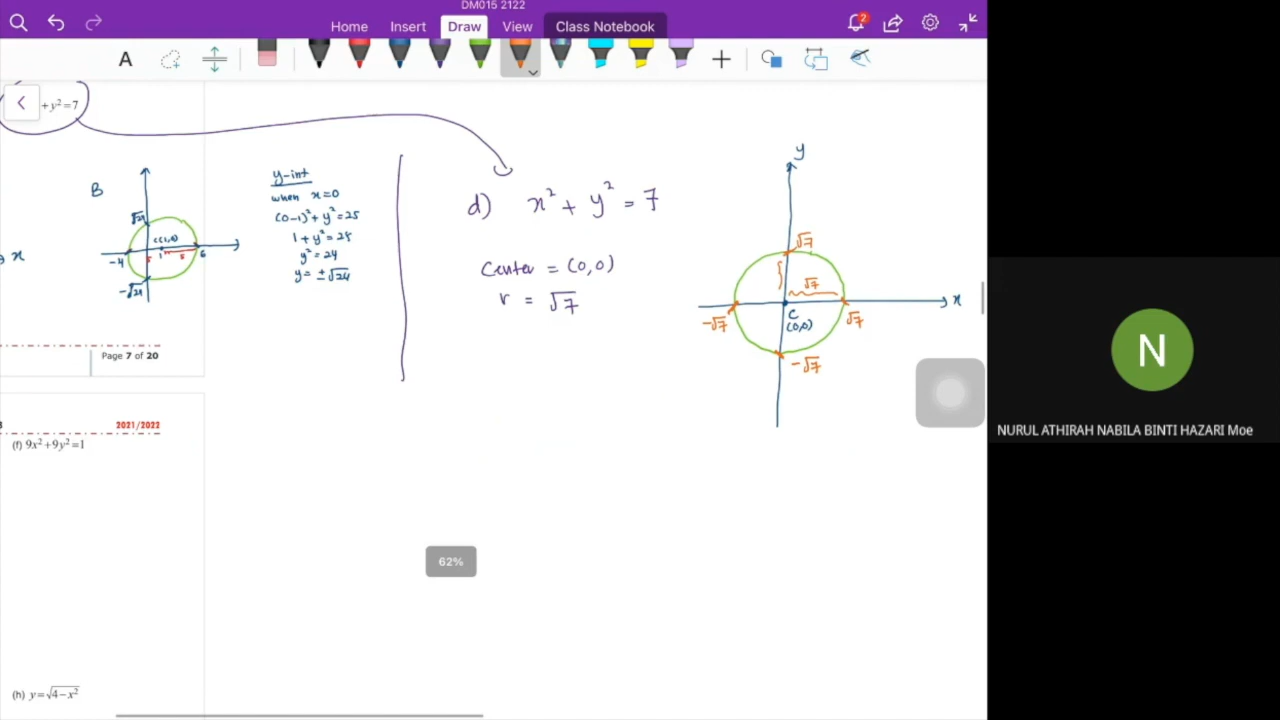 DM015 2122
Home Insert Draw View Class Notebook
2
A
+ y² = 7
B
√24
C(1,0)
-4
1
5
6
-√24
x
y-int
when x=0
(0-1)² + y² = 25
1 + y² = 25
y² = 24
y = ±√24
d) x² + y² = 7
Center = (0,0)
r = √7
y
√7
√7
x
C
(0,0)
-√7
√7
-√7
Page 7 of 20
2021/2022
(f) 9x² + 9y² = 1
62%
(h) y = √4-x²
N
NURUL ATHIRAH NABILA BINTI HAZARI Moe